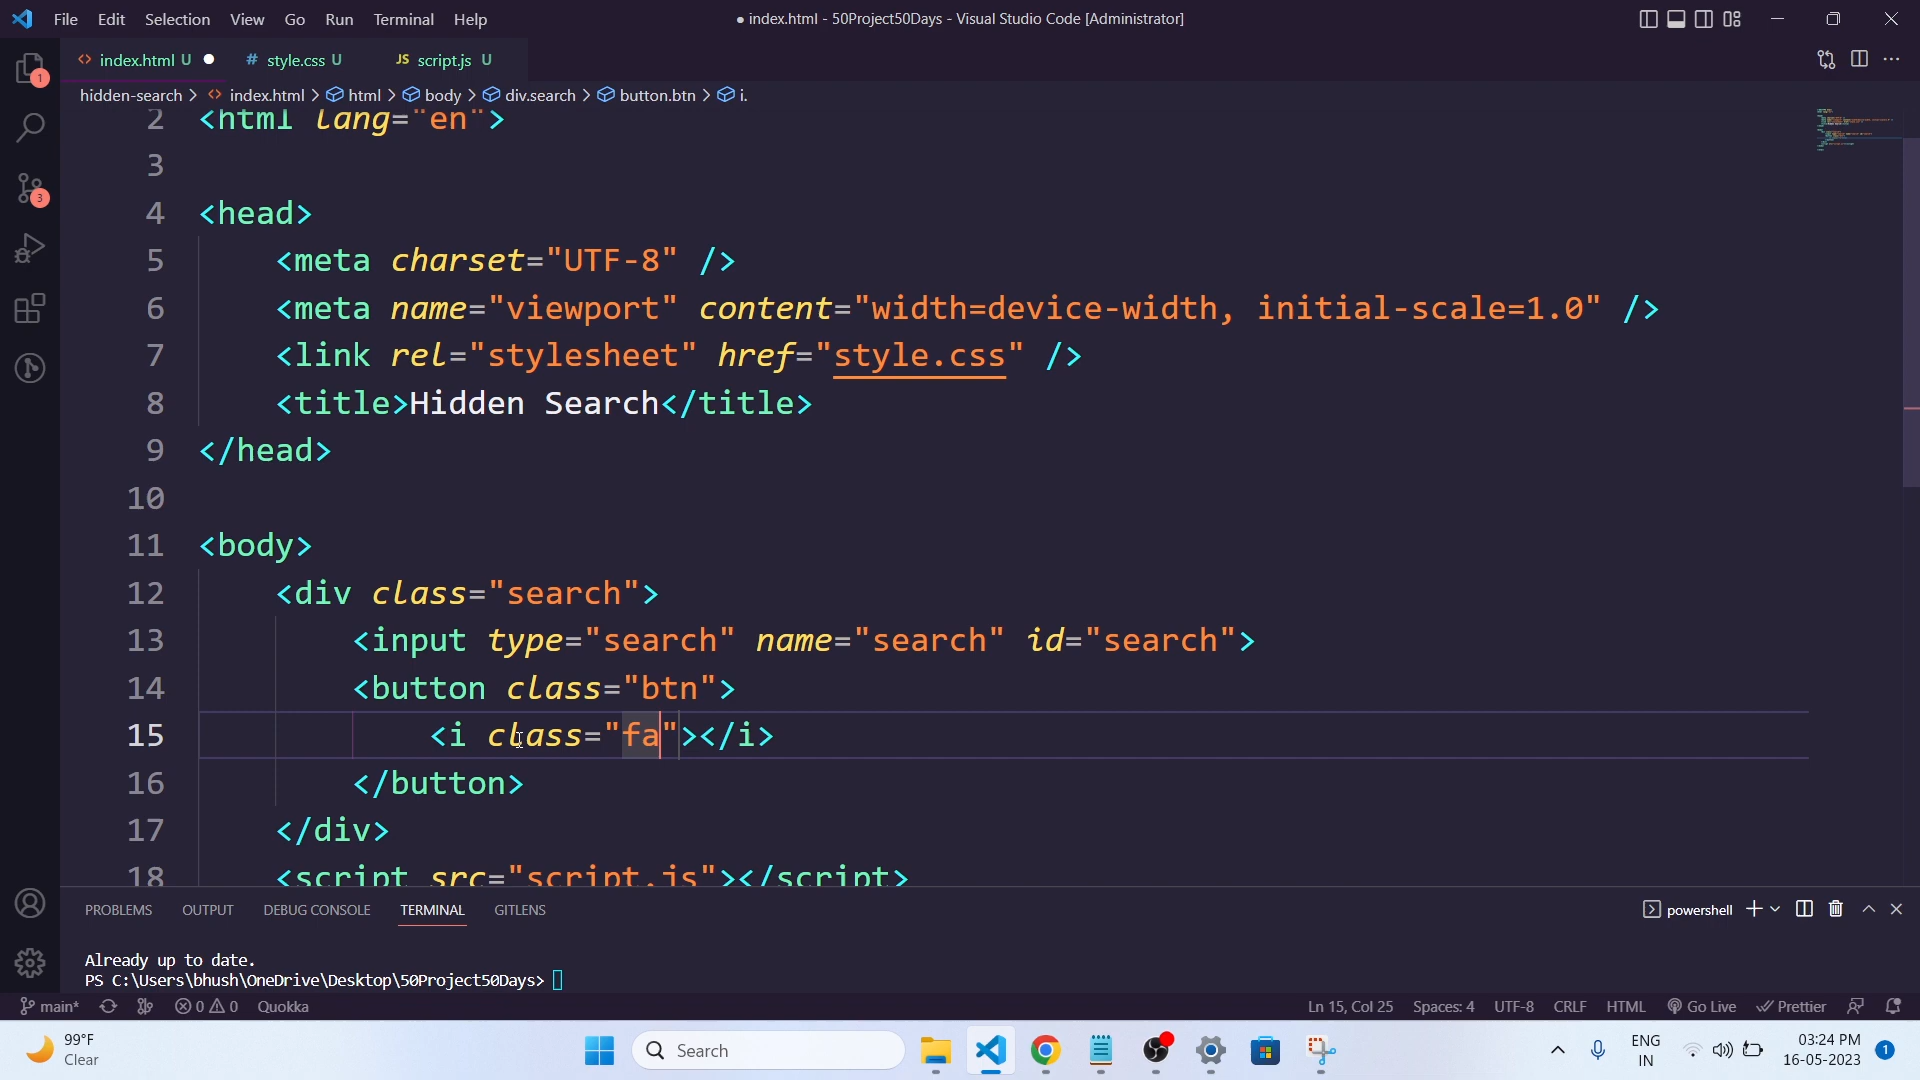 File Edit Selection View Go Run Terminal Help
● index.html - 50Project50Days - Visual Studio Code [Administrator]
<> index.html U ● # style.css U JS script.js U
hidden-search > <> index.html > html > body > div.search > button.btn > i.
1
3
2 <html lang="en">
3
4 <head>
5 <meta charset="UTF-8" />
6 <meta name="viewport" content="width=device-width, initial-scale=1.0" />
7 <link rel="stylesheet" href="style.css" />
8 <title>Hidden Search</title>
9 </head>
10
11 <body>
12 <div class="search">
13 <input type="search" name="search" id="search">
14 <button class="btn">
15 <i class="fa"></i>
16 </button>
17 </div>
18 <script src="script.js"></script>
PROBLEMS OUTPUT DEBUG CONSOLE TERMINAL GITLENS
powershell
Already up to date.
PS C:\Users\bhush\OneDrive\Desktop\50Project50Days>
main* 0 0 Quokka
Ln 15, Col 25 Spaces: 4 UTF-8 CRLF HTML Go Live Prettier
99°F
Clear
Search
ENG
IN
03:24 PM
16-05-2023
1